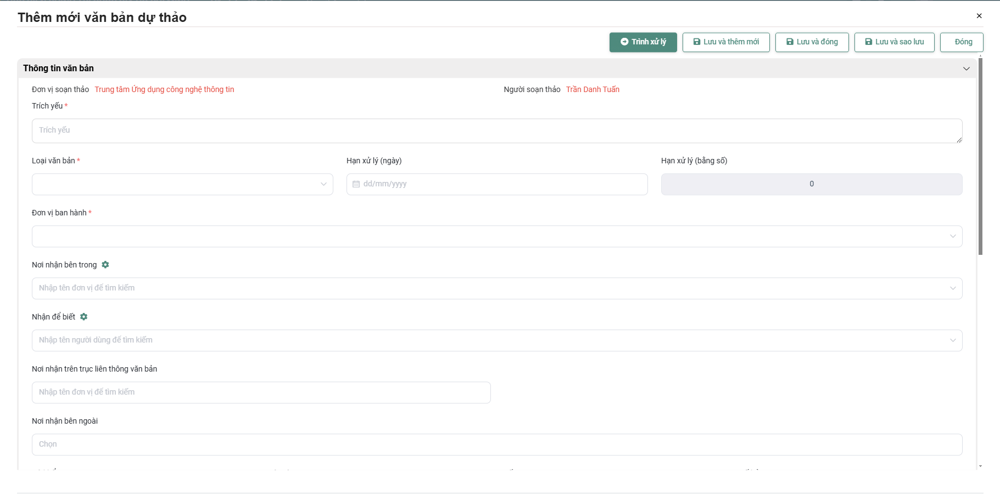 Thêm mới văn bản dự thảo
Trình xử lý
Lưu và thêm mới
Lưu và đóng
Lưu và sao lưu
Đóng
Thông tin văn bản
Đơn vị soạn thảo Trung tâm Ứng dụng công nghệ thông tin
Người soạn thảo Trần Danh Tuấn
Trích yếu *
Trích yếu
Loại văn bản *
Hạn xử lý (ngày)
Hạn xử lý (bằng số)
dd/mm/yyyy
0
Đơn vị ban hành *
Nơi nhận bên trong
Nhập tên đơn vị để tìm kiếm
Nhận để biết
Nhập tên người dùng để tìm kiếm
Nơi nhận trên trục liên thông văn bản
Nhập tên đơn vị để tìm kiếm
Nơi nhận bên ngoài
Chọn